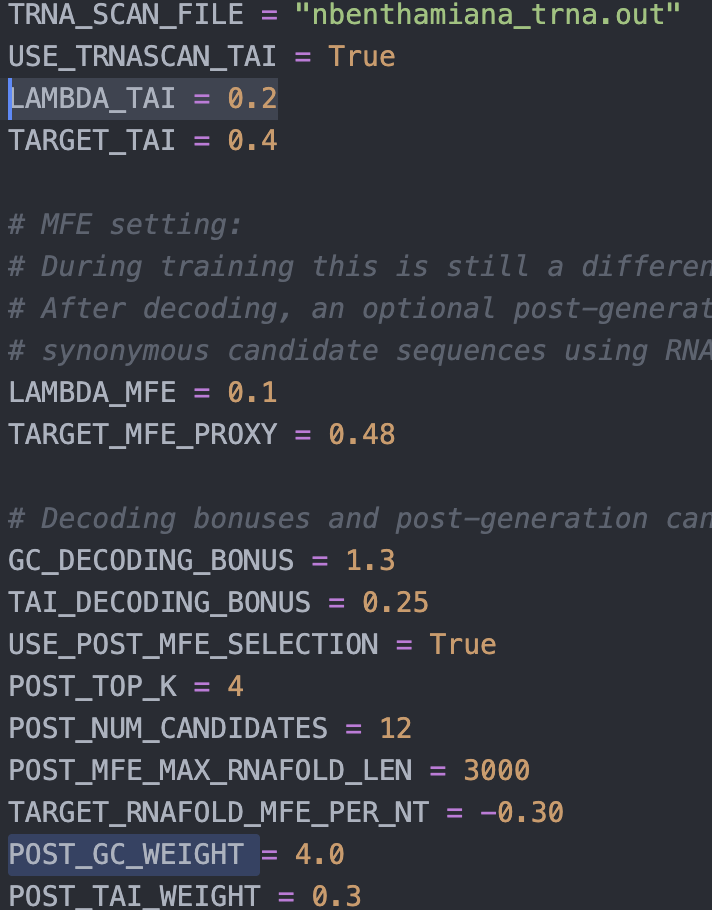 TRNA_SCAN_FILE = "nbenthamiana_trna.out"
USE_TRNASCAN_TAI = True
LAMBDA_TAI = 0.2
TARGET_TAI = 0.4
# MFE setting:
# During training this is still a differen
# After decoding, an optional post-generat
# synonymous candidate sequences using RNA
LAMBDA_MFE = 0.1
TARGET_MFE_PROXY = 0.48
# Decoding bonuses and post-generation can
GC_DECODING_BONUS = 1.3
TAI_DECODING_BONUS = 0.25
USE_POST_MFE_SELECTION = True
POST_TOP_K = 4
POST_NUM_CANDIDATES = 12
POST_MFE_MAX_RNAFOLD_LEN = 3000
TARGET_RNAFOLD_MFE_PER_NT = -0.30
POST_GC_WEIGHT = 4.0
POST_TAI_WEIGHT = 0.3